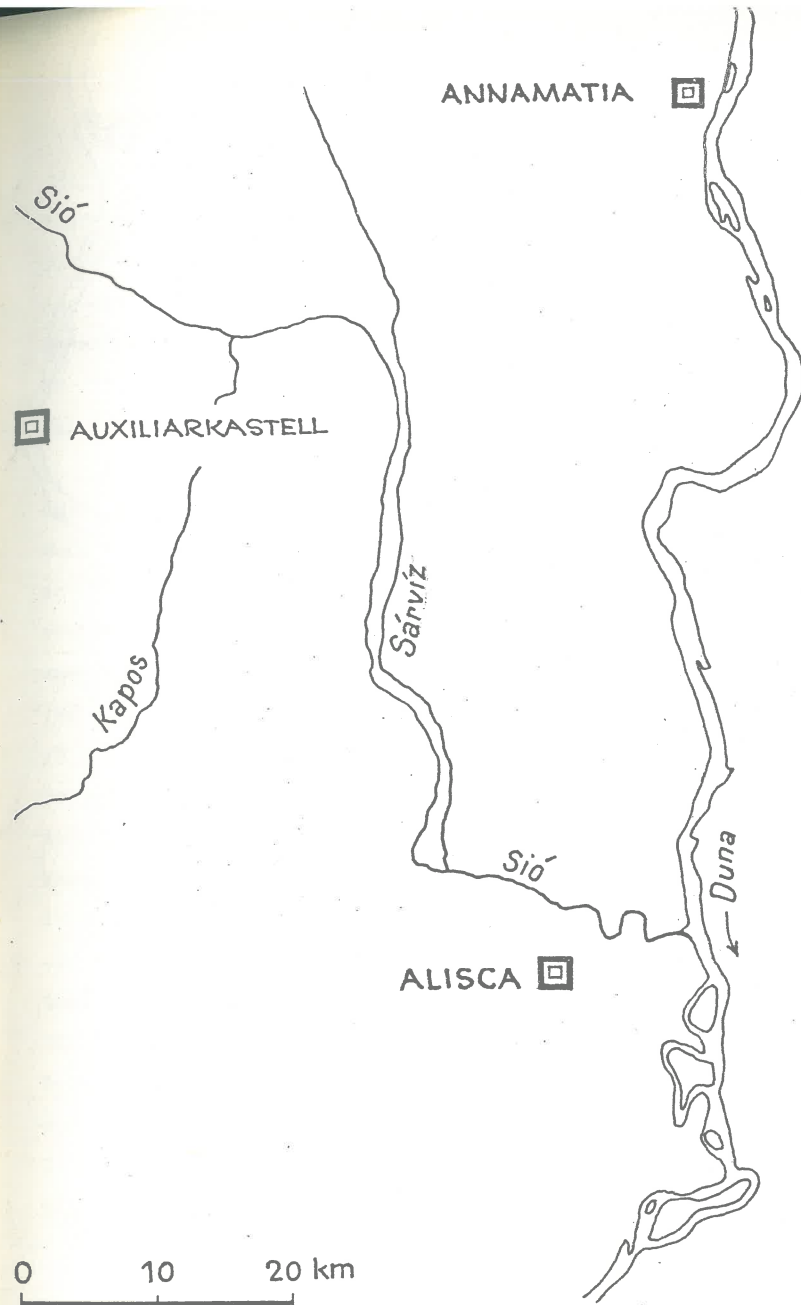 ANNAMATIA
Sió
AUXILIARKASTELL
Sárvíz
Kapos
Sió
Duna
ALISCA
0 10 20 km